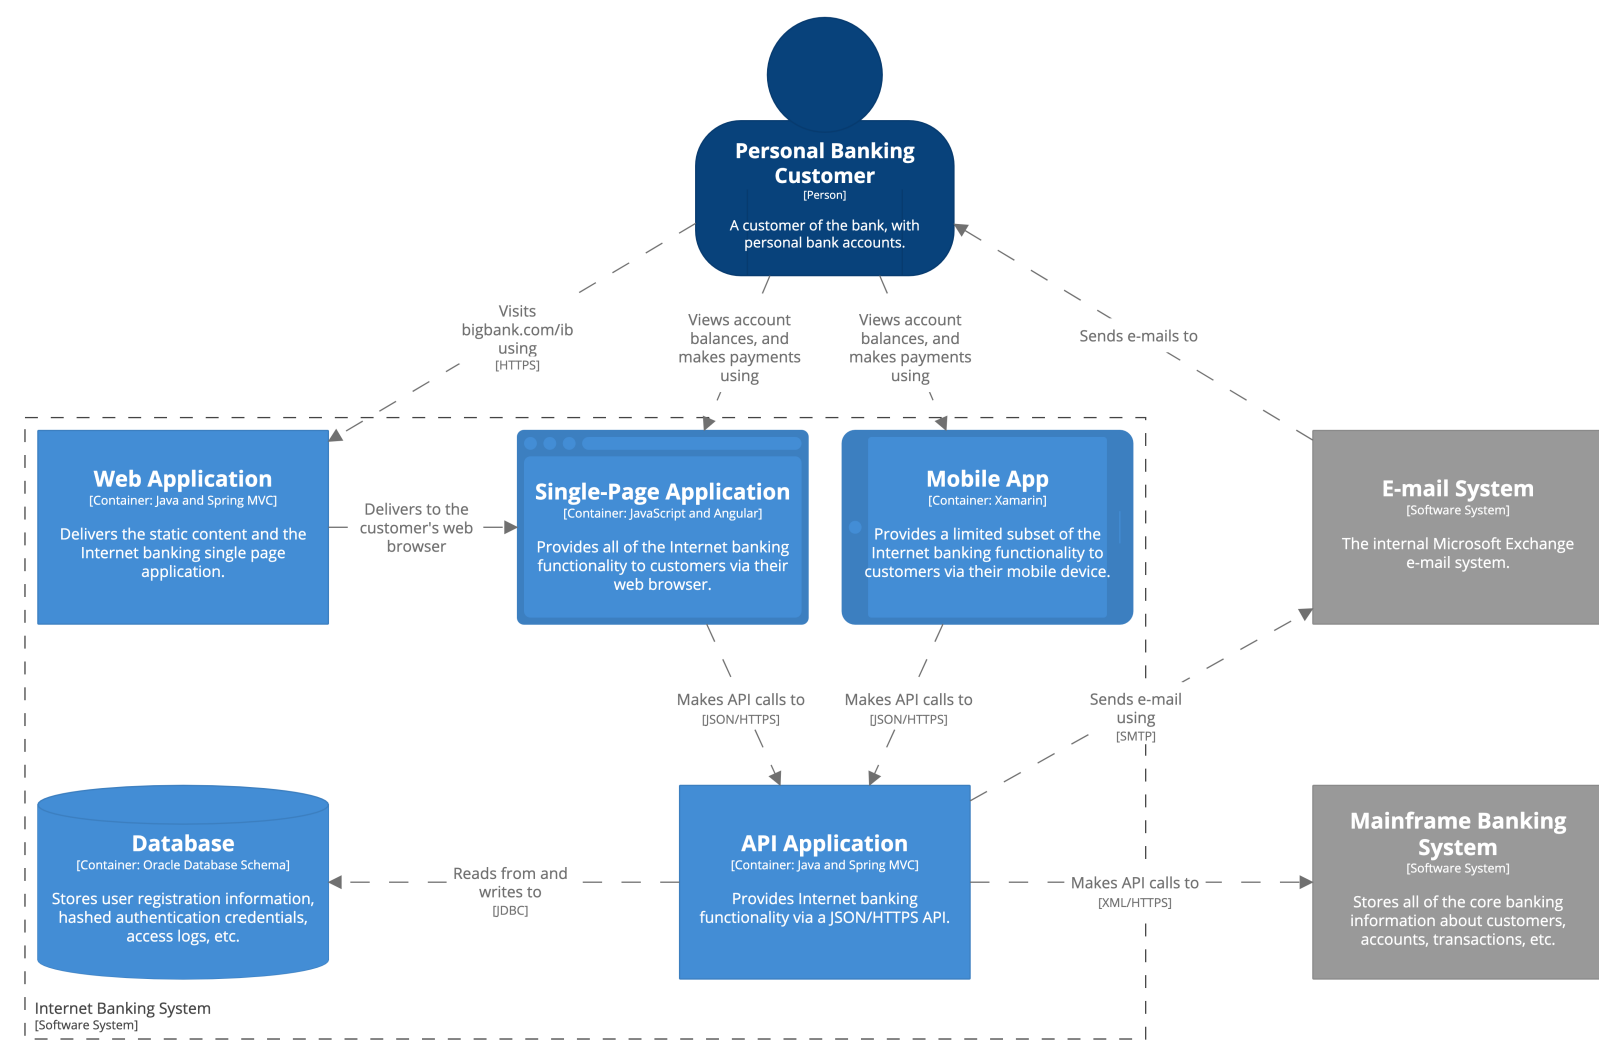 Personal Banking
Customer
[Person]
A customer of the bank, with
personal bank accounts.
Visits
bigbank.com/ib
using
[HTTPS]
Views account
balances, and
makes payments
using
Views account
balances, and
makes payments
using
Sends e-mails to
Web Application
[Container: Java and Spring MVC]
Delivers the static content and the
Internet banking single page
application.
Delivers to the
customer's web
browser
Single-Page Application
[Container: JavaScript and Angular]
Provides all of the Internet banking
functionality to customers via their
web browser.
Mobile App
[Container: Xamarin]
Provides a limited subset of the
Internet banking functionality to
customers via their mobile device.
E-mail System
[Software System]
The internal Microsoft Exchange
e-mail system.
Makes API calls to
[JSON/HTTPS]
Makes API calls to
[JSON/HTTPS]
Sends e-mail
using
[SMTP]
Database
[Container: Oracle Database Schema]
Stores user registration information,
hashed authentication credentials,
access logs, etc.
Reads from and
writes to
[JDBC]
API Application
[Container: Java and Spring MVC]
Provides Internet banking
functionality via a JSON/HTTPS API.
Makes API calls to
[XML/HTTPS]
Mainframe Banking
System
[Software System]
Stores all of the core banking
information about customers,
accounts, transactions, etc.
Internet Banking System
[Software System]